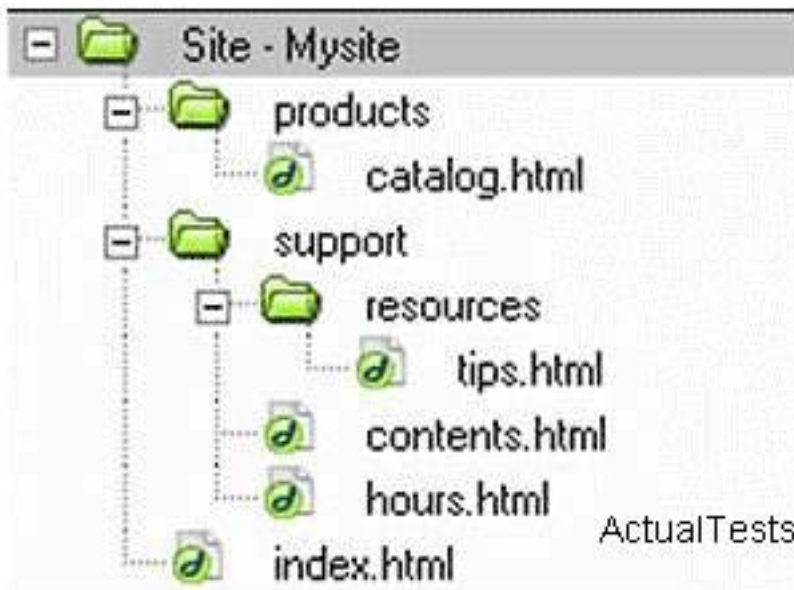 Site - Mysite
products
catalog.html
support
resources
tips.html
contents.html
hours.html
ActualTests
index.html